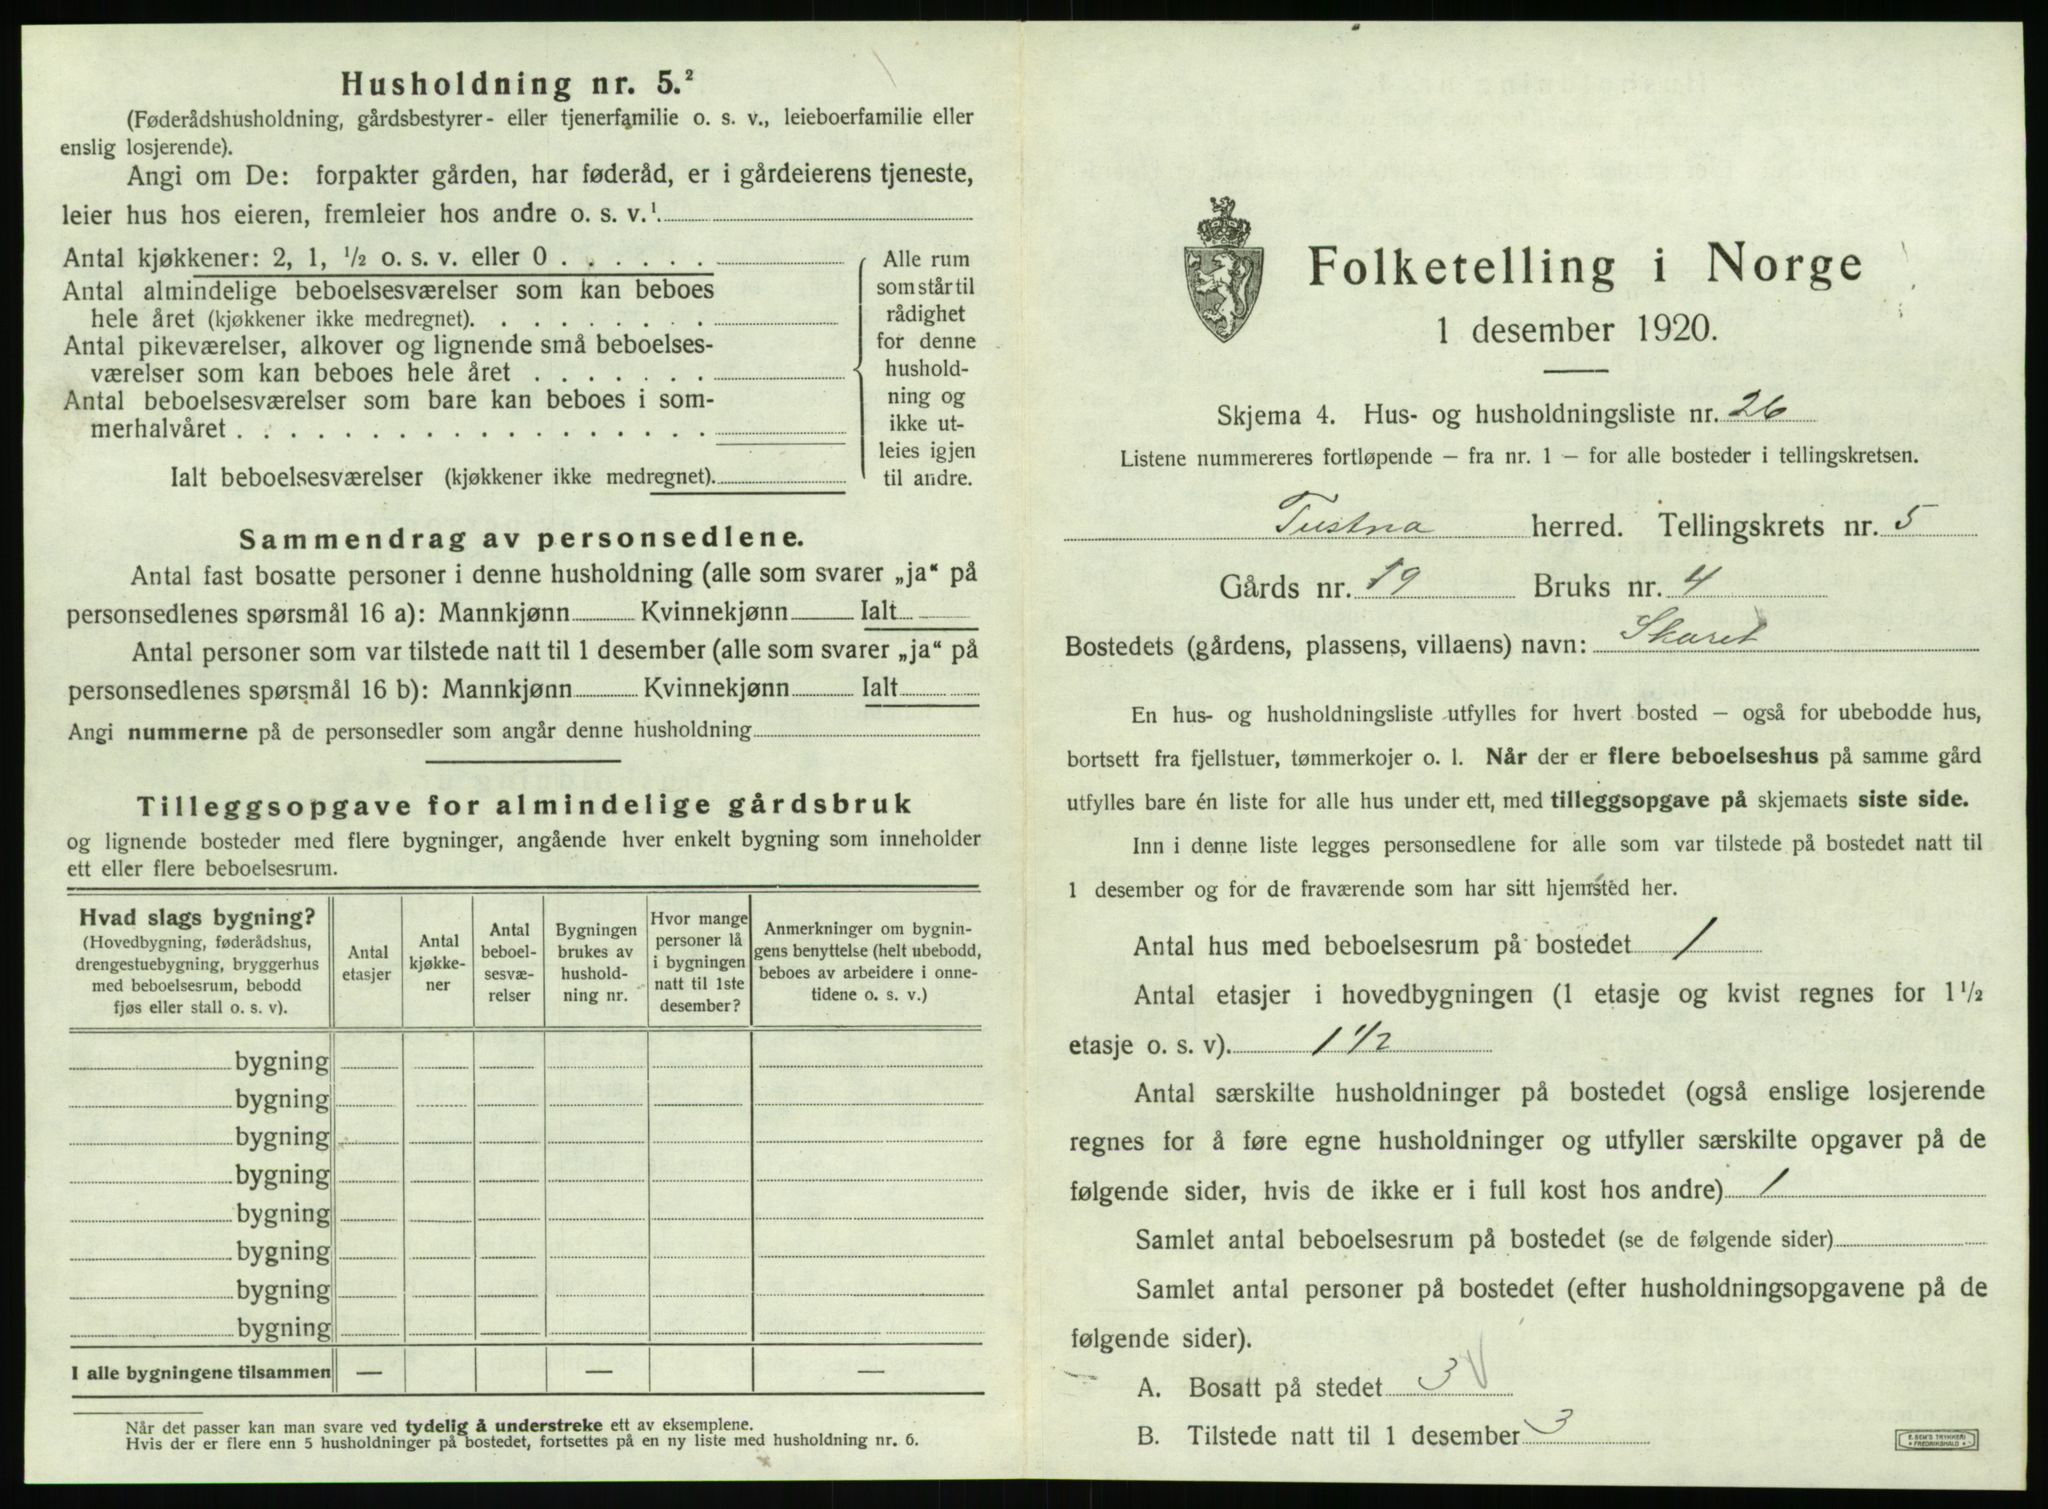 Husholdning nr. 5.²
(Føderådshusholdning, gårdsbestyrer- eller tjenerfamilie o. s. v., leieboerfamilie eller
enslig losjerende).
Angi om De: forpakter gården, har føderåd, er i gårdeierens tjeneste,
leier hus hos eieren, fremleier hos andre o. s. v.¹
Antal kjøkkener: 2, 1, ½ o. s. v. eller 0 . . . . . .
Antal almindelige beboelsesværelser som kan beboes
hele året (kjøkkener ikke medregnet). . . . . . . . .
Antal pikeværelser, alkover og lignende små beboelses-
værelser som kan beboes hele året . . . . . . .
Antal beboelsesværelser som bare kan beboes i som-
merhalvåret . . . . . . . . . . . . . . . . . .
Ialt beboelsesværelser (kjøkkener ikke medregnet).
Alle rum
som står til
rådighet
for denne
hushold-
ning og
ikke ut-
leies igjen
til andre.
Sammendrag av personsedlene.
Antal fast bosatte personer i denne husholdning (alle som svarer „ja“ på
personsedlenes spørsmål 16 a): Mannkjønn Kvinnekjønn Ialt
Antal personer som var tilstede natt til 1 desember (alle som svarer „ja“ på
personsedlenes spørsmål 16 b): Mannkjønn Kvinnekjønn Ialt
Angi nummerne på de personsedler som angår denne husholdning
Tilleggsopgave for almindelige gårdsbruk
og lignende bosteder med flere bygninger, angående hver enkelt bygning som inneholder
ett eller flere beboelsesrum.
Hvad slags bygning?
(Hovedbygning, føderådshus,
drengestuebygning, bryggerhus
med beboelsesrum, bebodd
fjøs eller stall o. s. v).
Antal
etasjer
Antal
kjøkke-
ner
Antal
beboel-
sesvæ-
relser
Bygningen
brukes av
hushold-
ning nr.
Hvor mange
personer lå
i bygningen
natt til 1ste
desember?
Anmerkninger om bygnin-
gens benyttelse (helt ubebodd,
beboes av arbeidere i onne-
tidene o. s. v.)
bygning
bygning
bygning
bygning
bygning
bygning
bygning
bygning
I alle bygningene tilsammen — — —
Når det passer kan man svare ved tydelig å understreke ett av eksemplene.
Hvis der er flere enn 5 husholdninger på bostedet, fortsettes på en ny liste med husholdning nr. 6.
Folketelling i Norge
1 desember 1920.
Skjema 4. Hus- og husholdningsliste nr. 26
Listene nummereres fortløpende — fra nr. 1 — for alle bosteder i tellingskretsen.
Tustna herred. Tellingskrets nr. 5
Gårds nr. 19 Bruks nr. 4
Bostedets (gårdens, plassens, villaens) navn: Skaret
En hus- og husholdningsliste utfylles for hvert bosted — også for ubebodde hus,
bortsett fra fjellstuer, tømmerkojer o. l. Når der er flere beboelseshus på samme gård
utfylles bare én liste for alle hus under ett, med tilleggsopgave på skjemaets siste side.
Inn i denne liste legges personsedlene for alle som var tilstede på bostedet natt til
1 desember og for de fraværende som har sitt hjemsted her.
Antal hus med beboelsesrum på bostedet 1
Antal etasjer i hovedbygningen (1 etasje og kvist regnes for 1½
etasje o. s. v). 1½
Antal særskilte husholdninger på bostedet (også enslige losjerende
regnes for å føre egne husholdninger og utfyller særskilte opgaver på de
følgende sider, hvis de ikke er i full kost hos andre) 1
Samlet antal beboelsesrum på bostedet (se de følgende sider)
Samlet antal personer på bostedet (efter husholdningsopgavene på de
følgende sider).
A. Bosatt på stedet 3 V
B. Tilstede natt til 1 desember 3
E. SEM'S TRYKKERI
FREDRIKSHALD